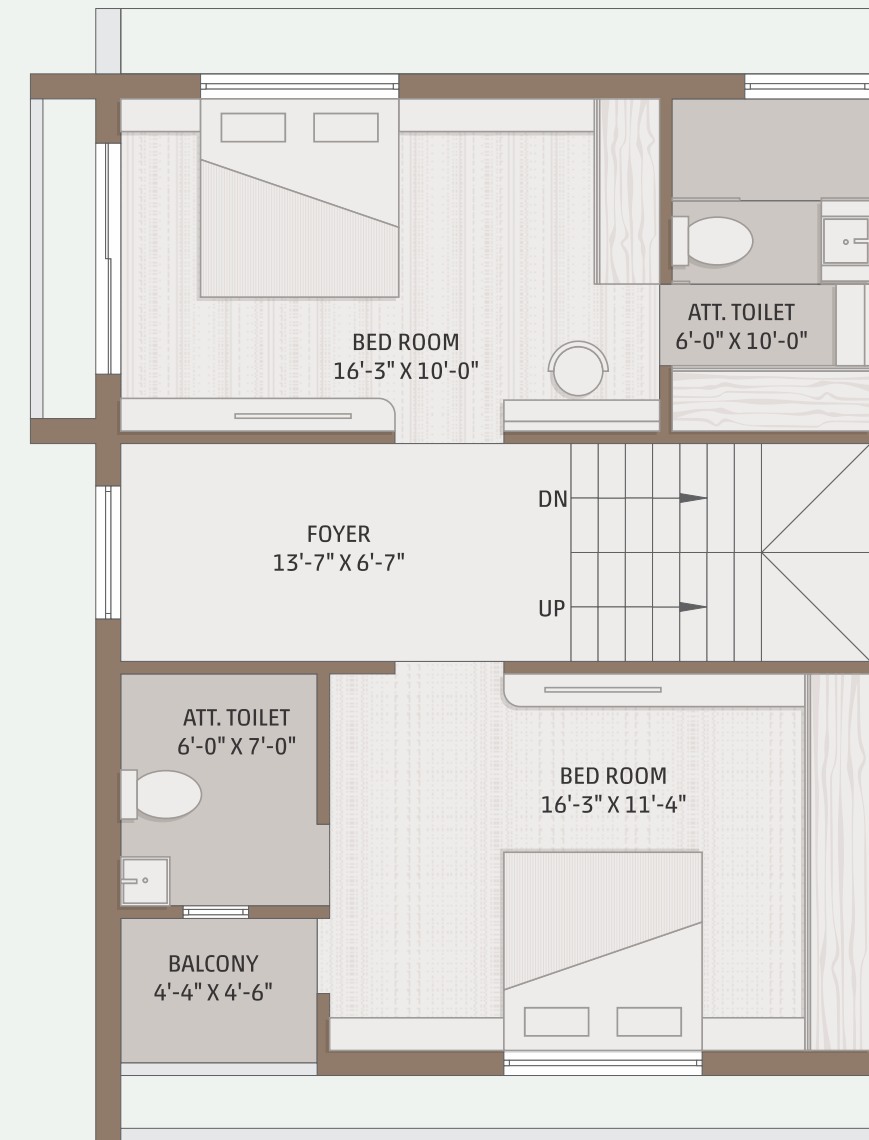 BED ROOM
16'-3" X 10'-0"
ATT. TOILET
6'-0" X 10'-0"
DN
FOYER
13'-7" X 6'-7"
UP
ATT. TOILET
6'-0" X 7'-0"
BED ROOM
16'-3" X 11'-4"
BALCONY
4'-4" X 4'-6"